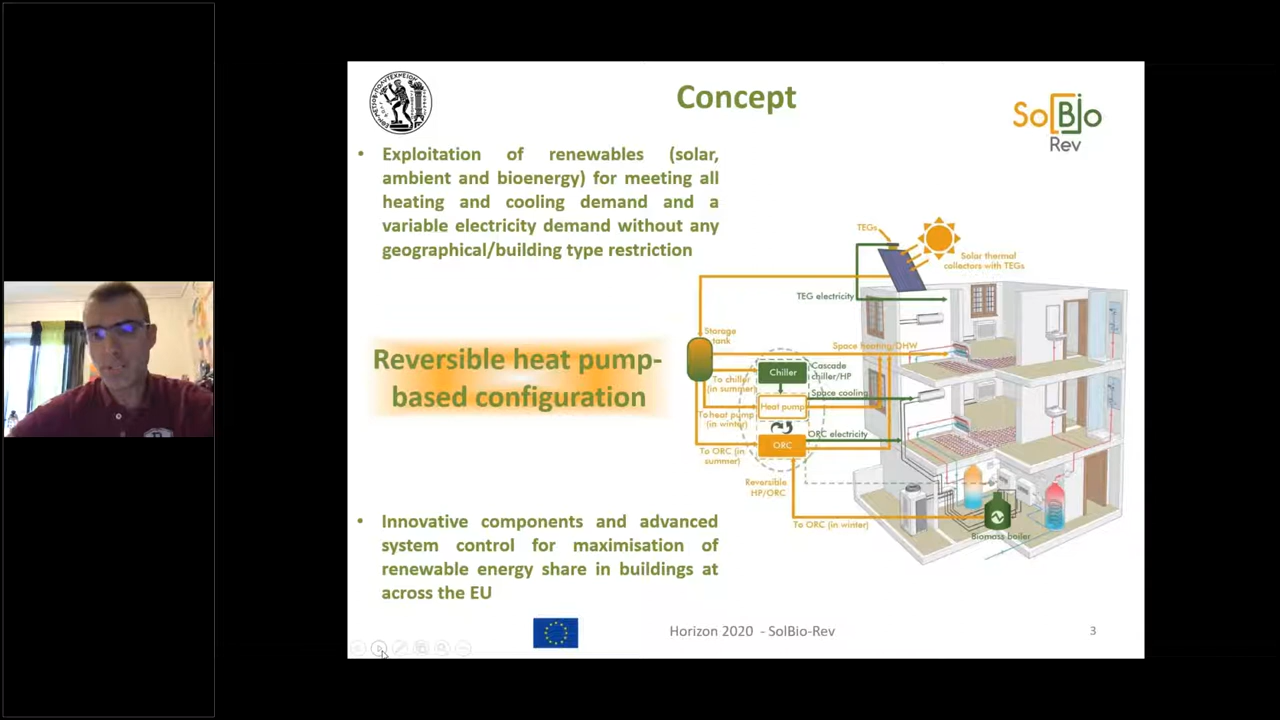 Concept
So[B]io
Rev
• Exploitation of renewables (solar,
ambient and bioenergy) for meeting all
heating and cooling demand and a
variable electricity demand without any
geographical/building type restriction
Reversible heat pump-
based configuration
• Innovative components and advanced
system control for maximisation of
renewable energy share in buildings at
across the EU
TEGs
Solar thermal
collectors with TEGs
TEG electricity
Storage
tank
Space heating/DHW
Chiller
Cascade
chiller/HP
To chiller
(in summer)
Space cooling
Heat pump
To heat pump
(in winter)
ORC electricity
ORC
To ORC (in
summer)
Reversible
HP/ORC
To ORC (in winter)
Biomass boiler
Horizon 2020 - SolBio-Rev
3